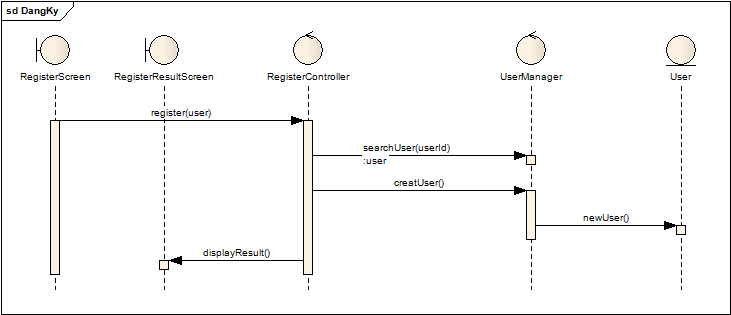 sd DangKy
RegisterScreen
RegisterResultScreen
RegisterController
UserManager
User
register(user)
searchUser(userId)
:user
creatUser()
newUser()
displayResult()